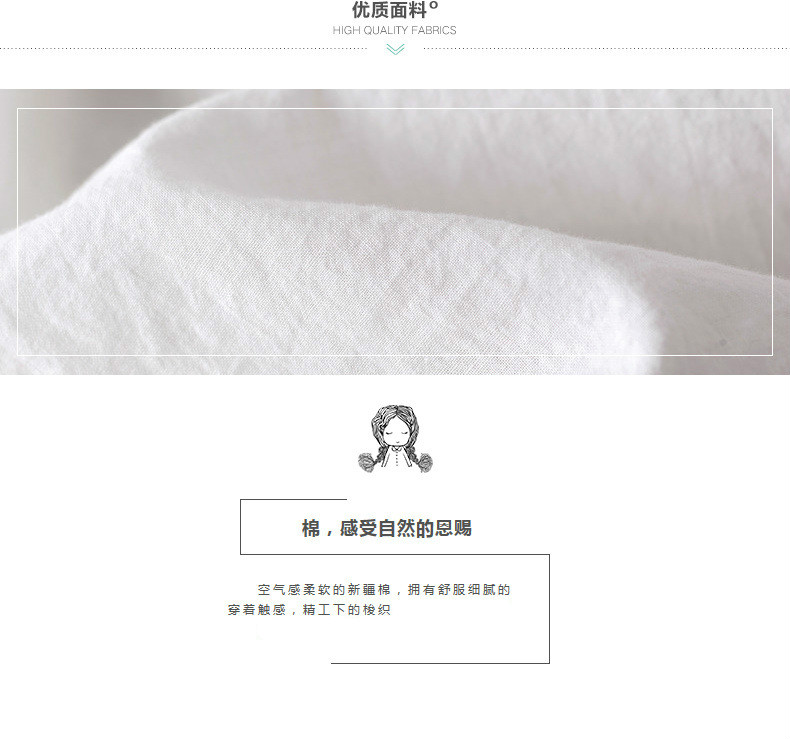 优质面料
HIGH QUALITY FABRICS
棉，感受自然的恩赐
空气感柔软的新疆棉，拥有舒服细腻的
穿着触感，精工下的梭织